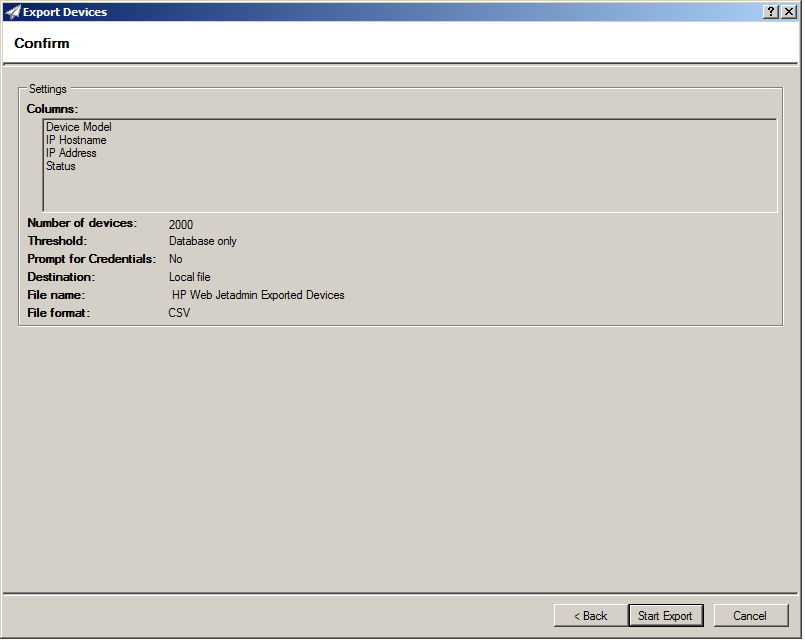 Export Devices
Confirm
Settings
Columns:
Device Model
IP Hostname
IP Address
Status
Number of devices: 2000
Threshold: Database only
Prompt for Credentials: No
Destination: Local file
File name: HP Web Jetadmin Exported Devices
File format: CSV
< Back Start Export Cancel